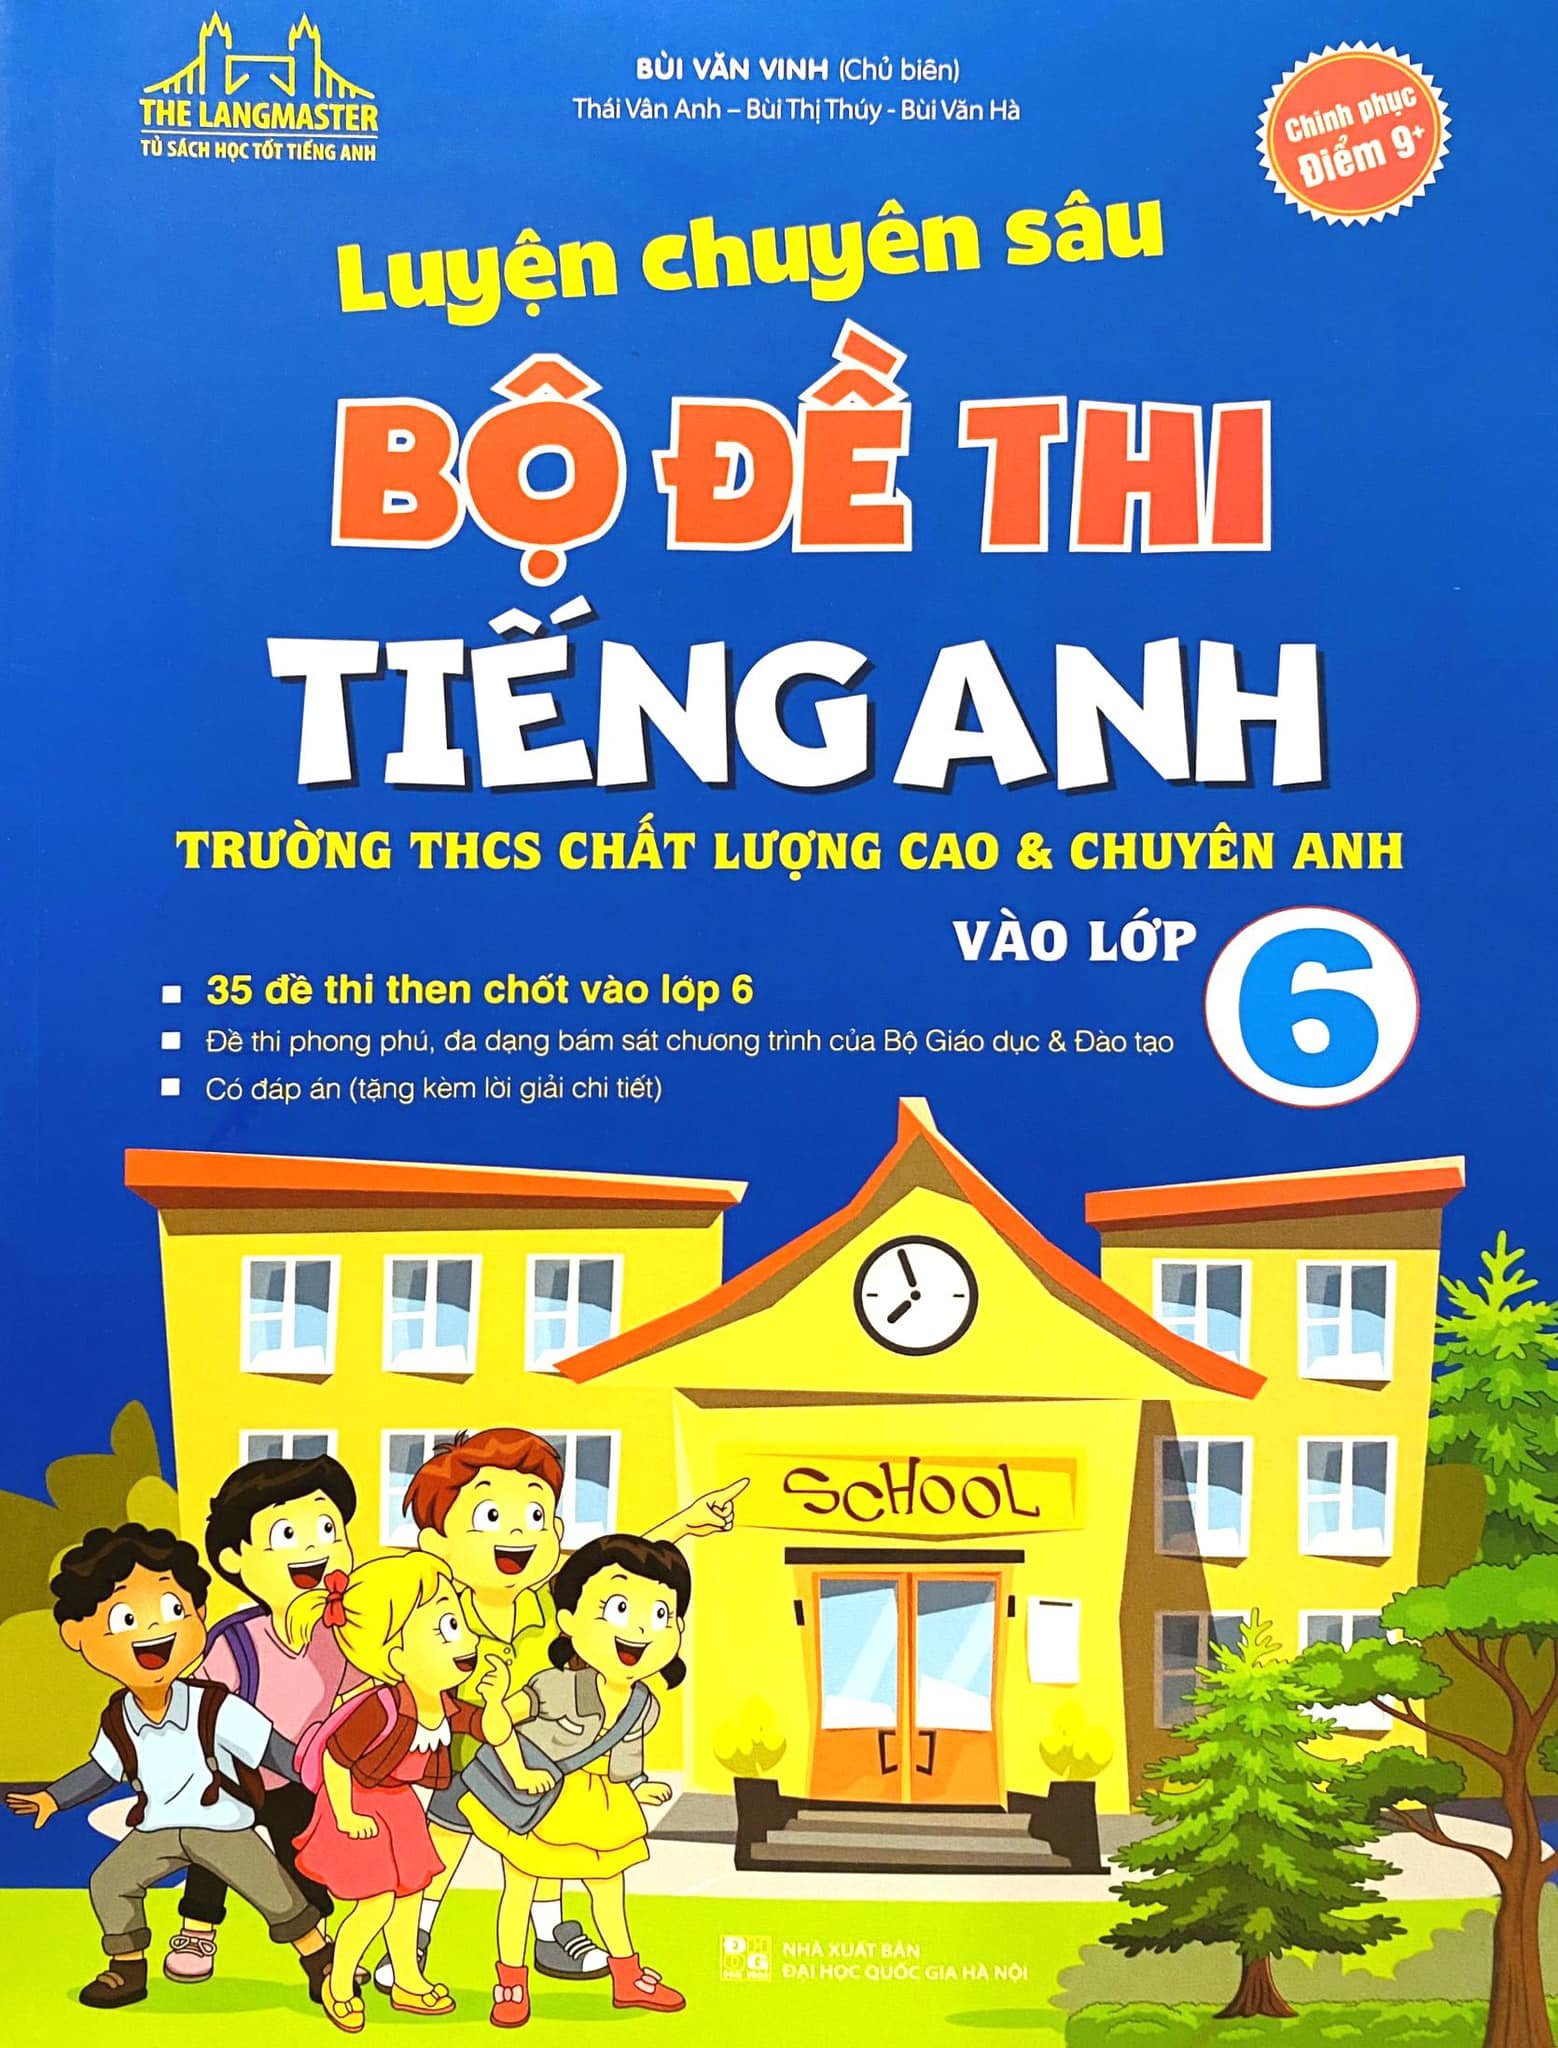 THE LANGMASTER
TỦ SÁCH HỌC TỐT TIẾNG ANH
BÙI VĂN VINH (Chủ biên)
Thái Vân Anh – Bùi Thị Thúy - Bùi Văn Hà
Chinh phục
Điểm 9+
Luyện chuyên sâu
BỘ ĐỀ THI
TIẾNG ANH
TRƯỜNG THCS CHẤT LƯỢNG CAO & CHUYÊN ANH
VÀO LỚP 6
35 đề thi then chốt vào lớp 6
Đề thi phong phú, đa dạng bám sát chương trình của Bộ Giáo dục & Đào tạo
Có đáp án (tặng kèm lời giải chi tiết)
SCHOOL
NHÀ XUẤT BẢN
ĐẠI HỌC QUỐC GIA HÀ NỘI